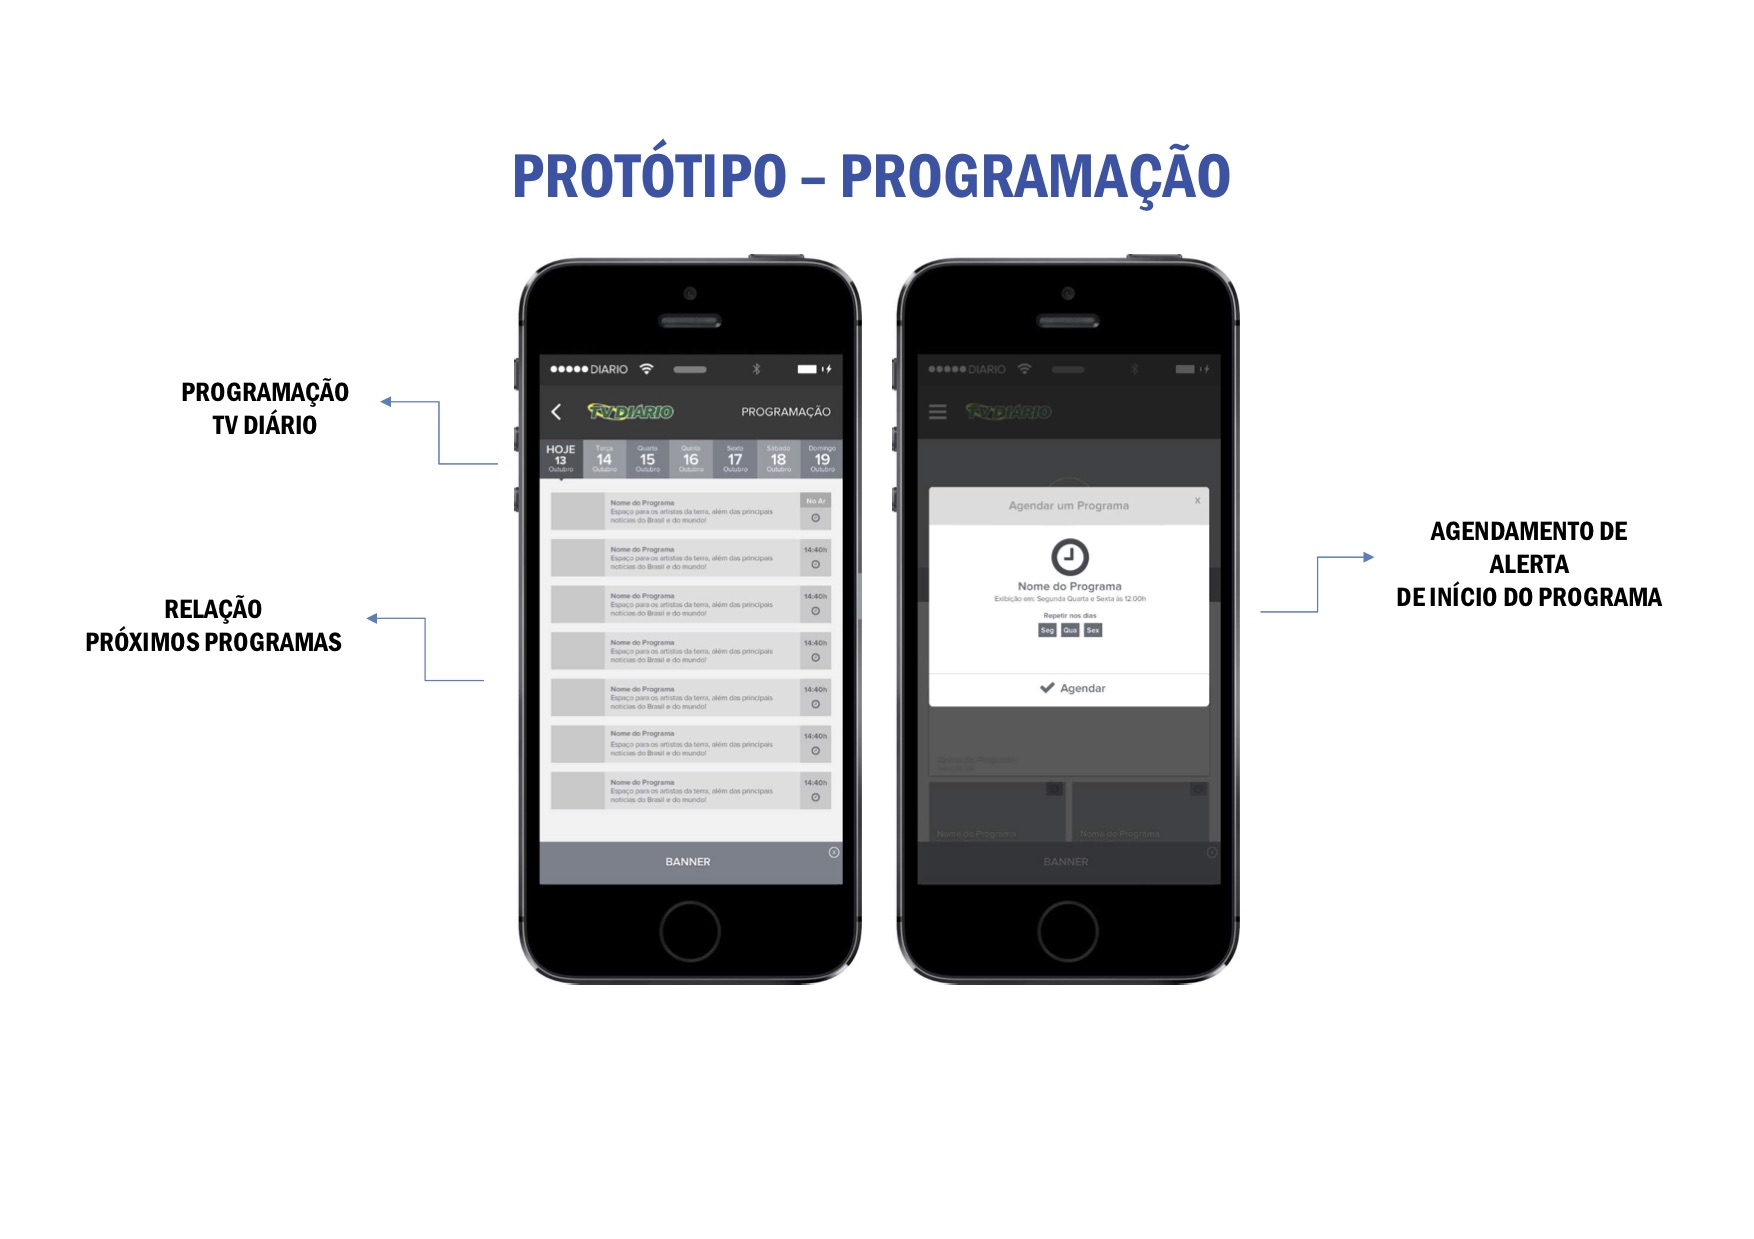 PROTÓTIPO – PROGRAMAÇÃO
PROGRAMAÇÃO
TV DIÁRIO
RELAÇÃO
PRÓXIMOS PROGRAMAS
DIARIO
TV DIÁRIO
PROGRAMAÇÃO
HOJE
13
Outubro
Terça
14
Outubro
Quarta
15
Outubro
Quinta
16
Outubro
Sexta
17
Outubro
Sábado
18
Outubro
Domingo
19
Outubro
Nome do Programa
Espaço para os artistas da terra, além das principais
notícias do Brasil e do mundo!
No Ar
Nome do Programa
Espaço para os artistas da terra, além das principais
notícias do Brasil e do mundo!
14:40h
Nome do Programa
Espaço para os artistas da terra, além das principais
notícias do Brasil e do mundo!
14:40h
Nome do Programa
Espaço para os artistas da terra, além das principais
notícias do Brasil e do mundo!
14:40h
Nome do Programa
Espaço para os artistas da terra, além das principais
notícias do Brasil e do mundo!
14:40h
Nome do Programa
Espaço para os artistas da terra, além das principais
notícias do Brasil e do mundo!
14:40h
Nome do Programa
Espaço para os artistas da terra, além das principais
notícias do Brasil e do mundo!
14:40h
BANNER
DIARIO
TV DIÁRIO
Agendar um Programa
x
Nome do Programa
Exibição em: Segunda Quarta e Sexta às 12:00h
Repetir nos dias
Seg Qua Sex
Agendar
Nome do Programa
Nome do Programa
Nome do Programa
BANNER
AGENDAMENTO DE
ALERTA
DE INÍCIO DO PROGRAMA